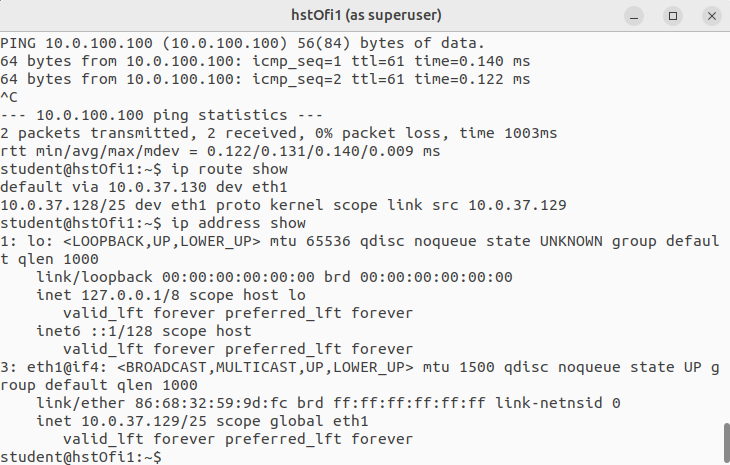 hstOfi1 (as superuser)
PING 10.0.100.100 (10.0.100.100) 56(84) bytes of data.
64 bytes from 10.0.100.100: icmp_seq=1 ttl=61 time=0.140 ms
64 bytes from 10.0.100.100: icmp_seq=2 ttl=61 time=0.122 ms
^C
--- 10.0.100.100 ping statistics ---
2 packets transmitted, 2 received, 0% packet loss, time 1003ms
rtt min/avg/max/mdev = 0.122/0.131/0.140/0.009 ms
student@hstOfi1:~$ ip route show
default via 10.0.37.130 dev eth1
10.0.37.128/25 dev eth1 proto kernel scope link src 10.0.37.129
student@hstOfi1:~$ ip address show
1: lo: <LOOPBACK,UP,LOWER_UP> mtu 65536 qdisc noqueue state UNKNOWN group defaul
t qlen 1000
    link/loopback 00:00:00:00:00:00 brd 00:00:00:00:00:00
    inet 127.0.0.1/8 scope host lo
       valid_lft forever preferred_lft forever
    inet6 ::1/128 scope host
       valid_lft forever preferred_lft forever
3: eth1@if4: <BROADCAST,MULTICAST,UP,LOWER_UP> mtu 1500 qdisc noqueue state UP g
roup default qlen 1000
    link/ether 86:68:32:59:9d:fc brd ff:ff:ff:ff:ff:ff link-netnsid 0
    inet 10.0.37.129/25 scope global eth1
       valid_lft forever preferred_lft forever
student@hstOfi1:~$